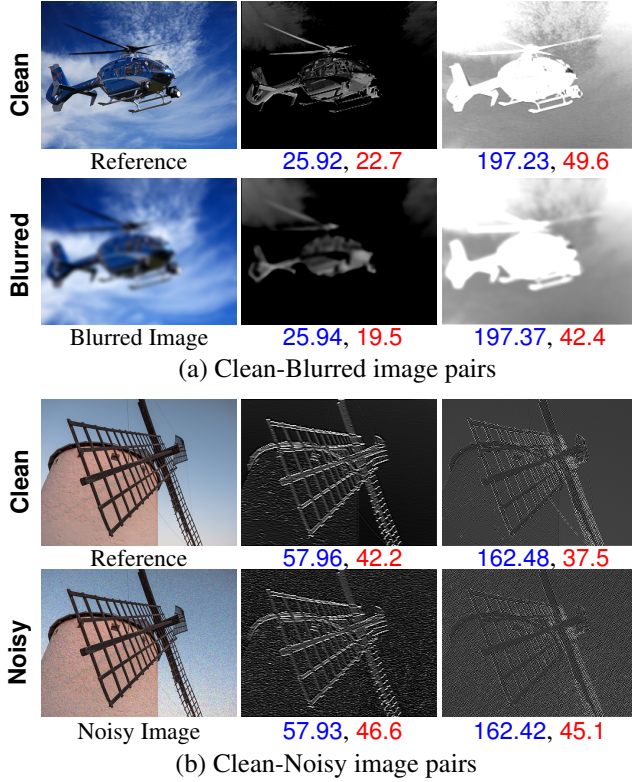 Clean
Reference
25.92, 22.7
197.23, 49.6
Blurred
Blurred Image
25.94, 19.5
197.37, 42.4
(a) Clean-Blurred image pairs
Clean
Reference
57.96, 42.2
162.48, 37.5
Noisy
Noisy Image
57.93, 46.6
162.42, 45.1
(b) Clean-Noisy image pairs